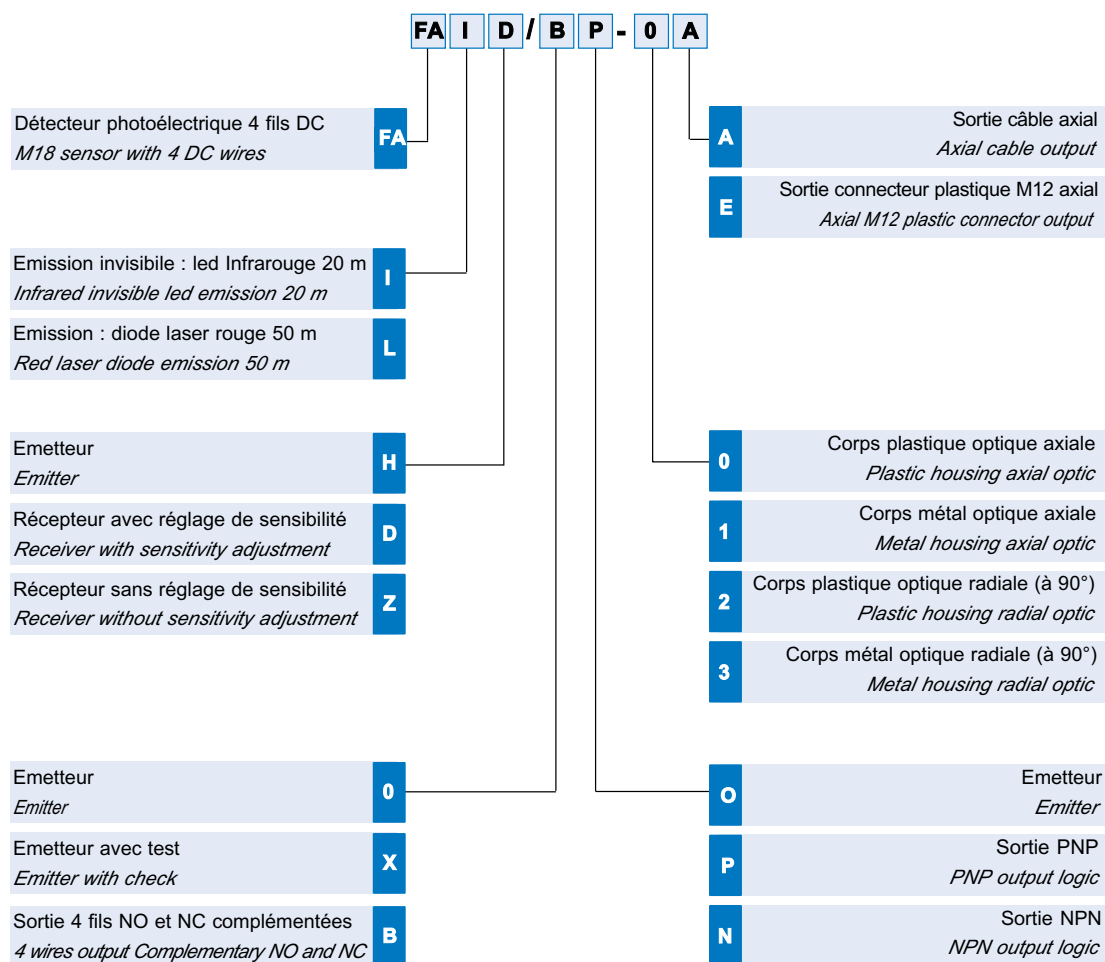 FA I D / B P - 0 A
Détecteur photoélectrique 4 fils DC
M18 sensor with 4 DC wires
FA
A
Sortie câble axial
Axial cable output
E
Sortie connecteur plastique M12 axial
Axial M12 plastic connector output
Emission invisibile : led Infrarouge 20 m
Infrared invisible led emission 20 m
I
Emission : diode laser rouge 50 m
Red laser diode emission 50 m
L
Emetteur
Emitter
H
Récepteur avec réglage de sensibilité
Receiver with sensitivity adjustment
D
Récepteur sans réglage de sensibilité
Receiver without sensitivity adjustment
Z
0
Corps plastique optique axiale
Plastic housing axial optic
1
Corps métal optique axiale
Metal housing axial optic
2
Corps plastique optique radiale (à 90°)
Plastic housing radial optic
3
Corps métal optique radiale (à 90°)
Metal housing radial optic
Emetteur
Emitter
0
Emetteur avec test
Emitter with check
X
Sortie 4 fils NO et NC complémentées
4 wires output Complementary NO and NC
B
O
Emetteur
Emitter
P
Sortie PNP
PNP output logic
N
Sortie NPN
NPN output logic